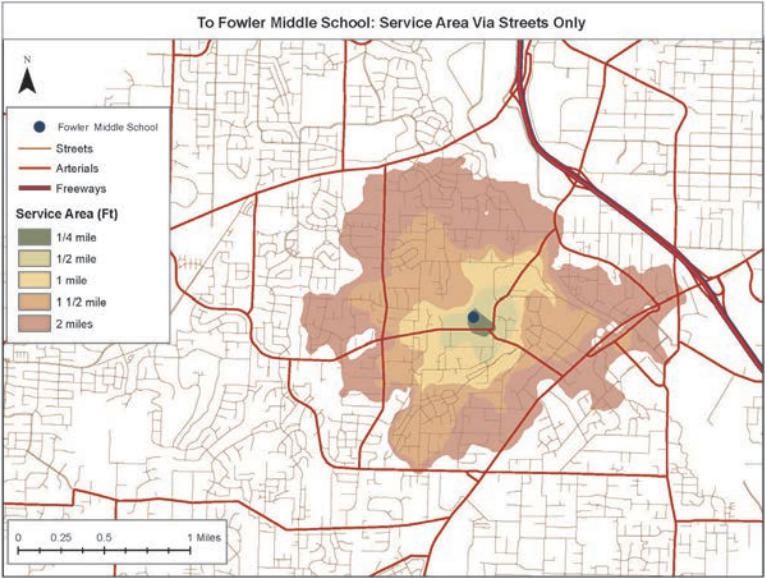 To Fowler Middle School: Service Area Via Streets Only
N
Fowler Middle School
Streets
Arterials
Freeways
Service Area (Ft)
1/4 mile
1/2 mile
1 mile
1 1/2 mile
2 miles
0 0.25 0.5 1 Miles